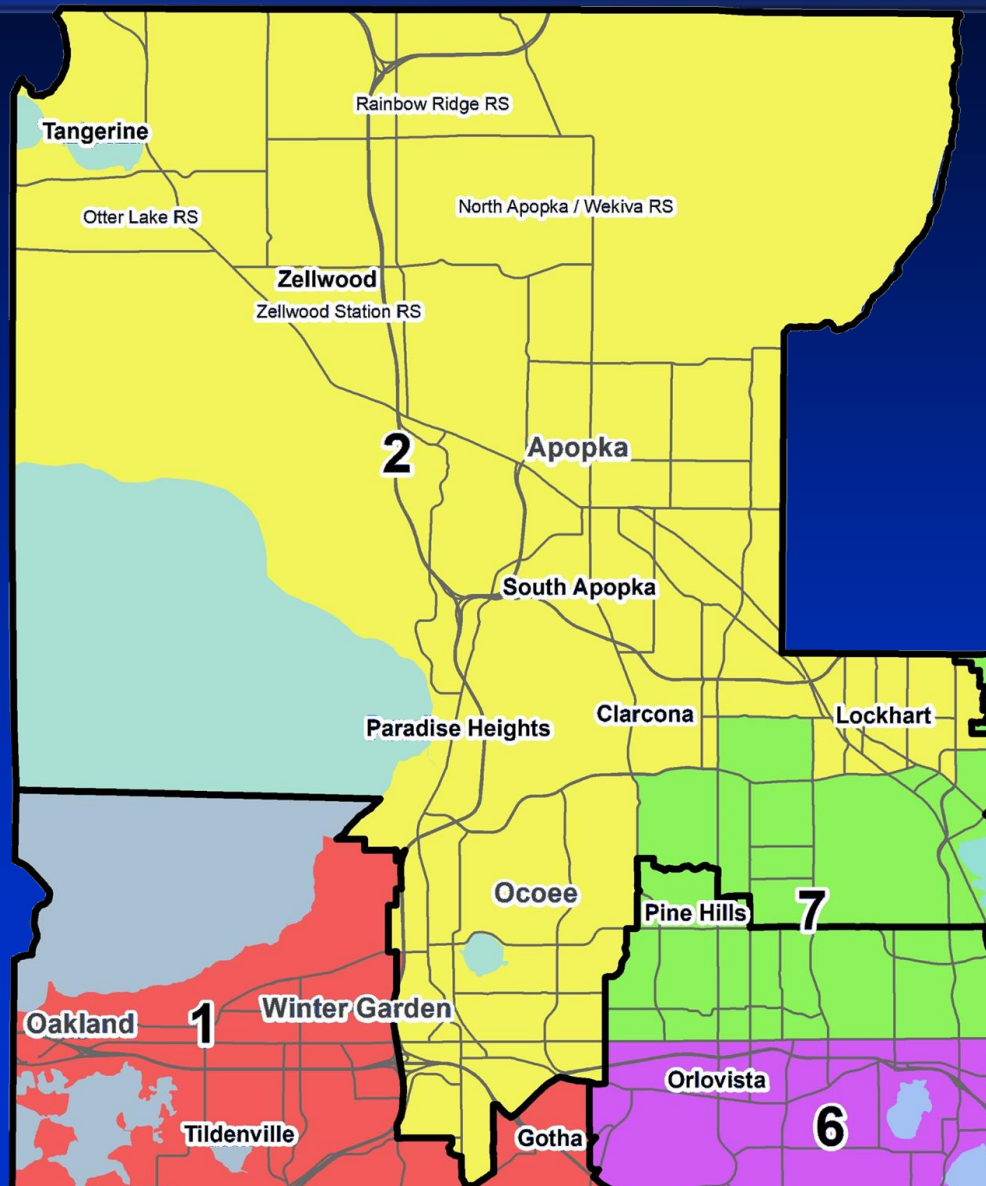 Rainbow Ridge RS
Tangerine
North Apopka / Wekiva RS
Otter Lake RS
Zellwood
Zellwood Station RS
2
Apopka
South Apopka
Clarcona
Lockhart
Paradise Heights
Ocoee
Pine Hills
7
Winter Garden
Oakland
1
Orlovista
6
Tildenville
Gotha